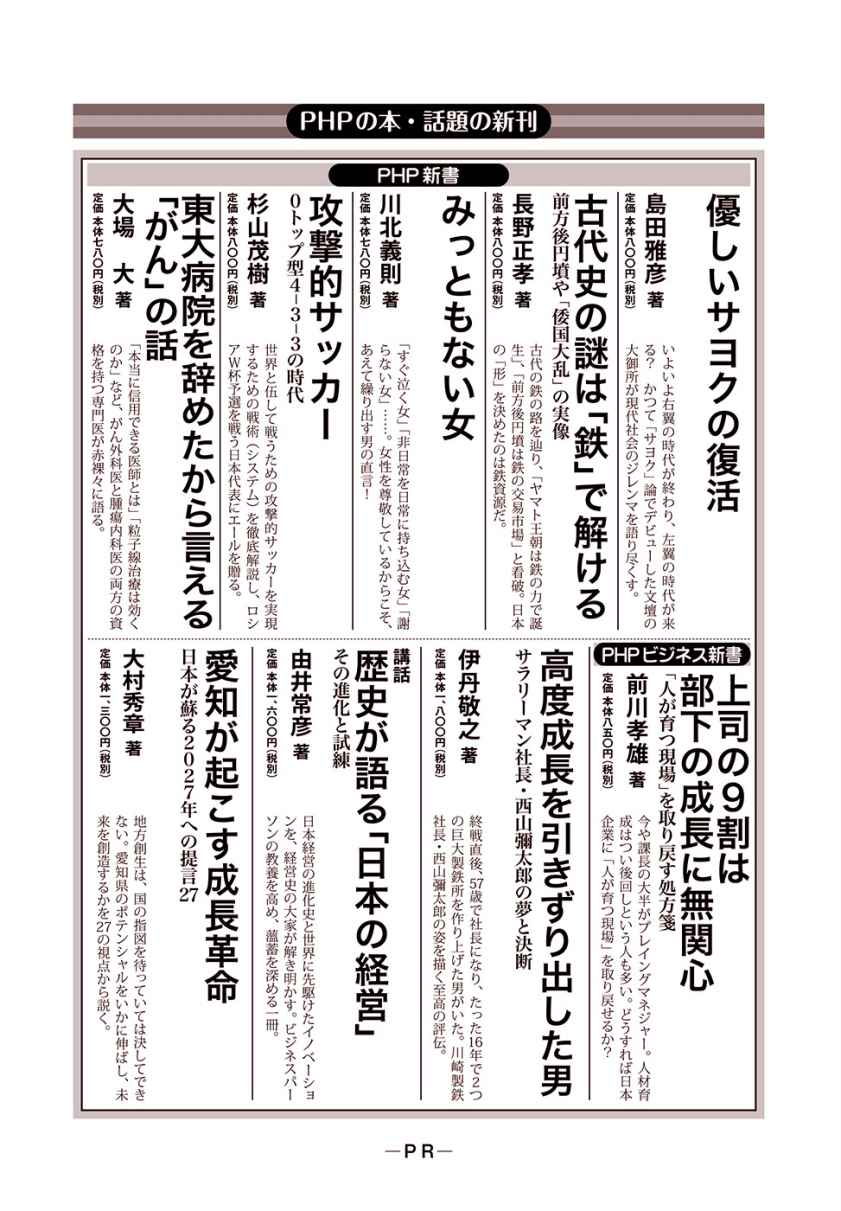 PHPの本・話題の新刊
PHP新書
優しいサヨクの復活
島田雅彦 著
定価 本体八〇〇円(税別)
いよいよ右翼の時代が終わり、左翼の時代が来
る? かつて「サヨク」論でデビューした文壇の
大御所が現代社会のジレンマを語り尽くす。
古代史の謎は「鉄」で解ける
前方後円墳や「倭国大乱」の実像
長野正孝 著
定価 本体八〇〇円(税別)
古代の鉄の路を辿り、「ヤマト王朝は鉄の力で誕
生」、「前方後円墳は鉄の交易市場」と看破。日本
の「形」を決めたのは鉄資源だ。
みっともない女
川北義則 著
定価 本体七八〇円(税別)
「すぐ泣く女」「非日常を日常に持ち込む女」「謝
らない女」……。女性を尊敬しているからこそ、
あえて繰り出す男の直言!
攻撃的サッカー
0トップ型4-3-3の時代
杉山茂樹 著
定価 本体八〇〇円(税別)
世界と伍して戦うための攻撃的サッカーを実現
するための戦術(システム)を徹底解説し、ロシ
アW杯予選を戦う日本代表にエールを贈る。
東大病院を辞めたから言える
「がん」の話
大場 大 著
定価 本体七八〇円(税別)
「本当に信用できる医師とは」「粒子線治療は効く
のか」など、がん外科医と腫瘍内科医の両方の資
格を持つ専門医が赤裸々に語る。
PHPビジネス新書
上司の9割は
部下の成長に無関心
「人が育つ現場」を取り戻す処方箋
前川孝雄 著
定価 本体八五〇円(税別)
今や課長の大半がプレイングマネジャー。人材育
成はつい後回しという人も多い。どうすれば日本
企業に「人が育つ現場」を取り戻せるか?
高度成長を引きずり出した男
サラリーマン社長・西山彌太郎の夢と決断
伊丹敬之 著
定価 本体一、八〇〇円(税別)
終戦直後、57歳で社長になり、たった16年で2つ
の巨大製鉄所を作り上げた男がいた。川崎製鉄
社長・西山彌太郎の姿を描く至高の評伝。
講話
歴史が語る「日本の経営」
その進化と試練
由井常彦 著
定価 本体一、六〇〇円(税別)
日本経営の進化史と世界に先駆けたイノベーショ
ンを、経営史の大家が解き明かす。ビジネスパー
ソンの教養を高め、薀蓄を深める一冊。
愛知が起こす成長革命
日本が蘇る2027年への提言27
大村秀章 著
定価 本体一、三〇〇円(税別)
地方創生は、国の指図を待っていては決してでき
ない。愛知県のポテンシャルをいかに伸ばし、未
来を創造するかを27の視点から説く。
―PR―